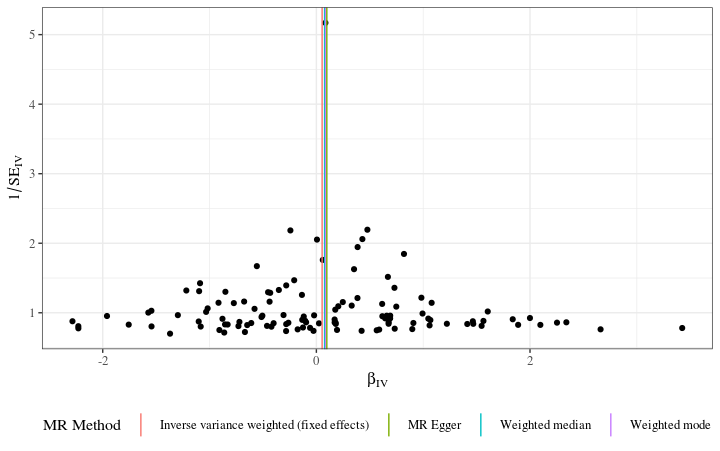 5
4
3
2
1
1/SE_IV
-2
0
2
β_IV
MR Method Inverse variance weighted (fixed effects) MR Egger Weighted median Weighted mode